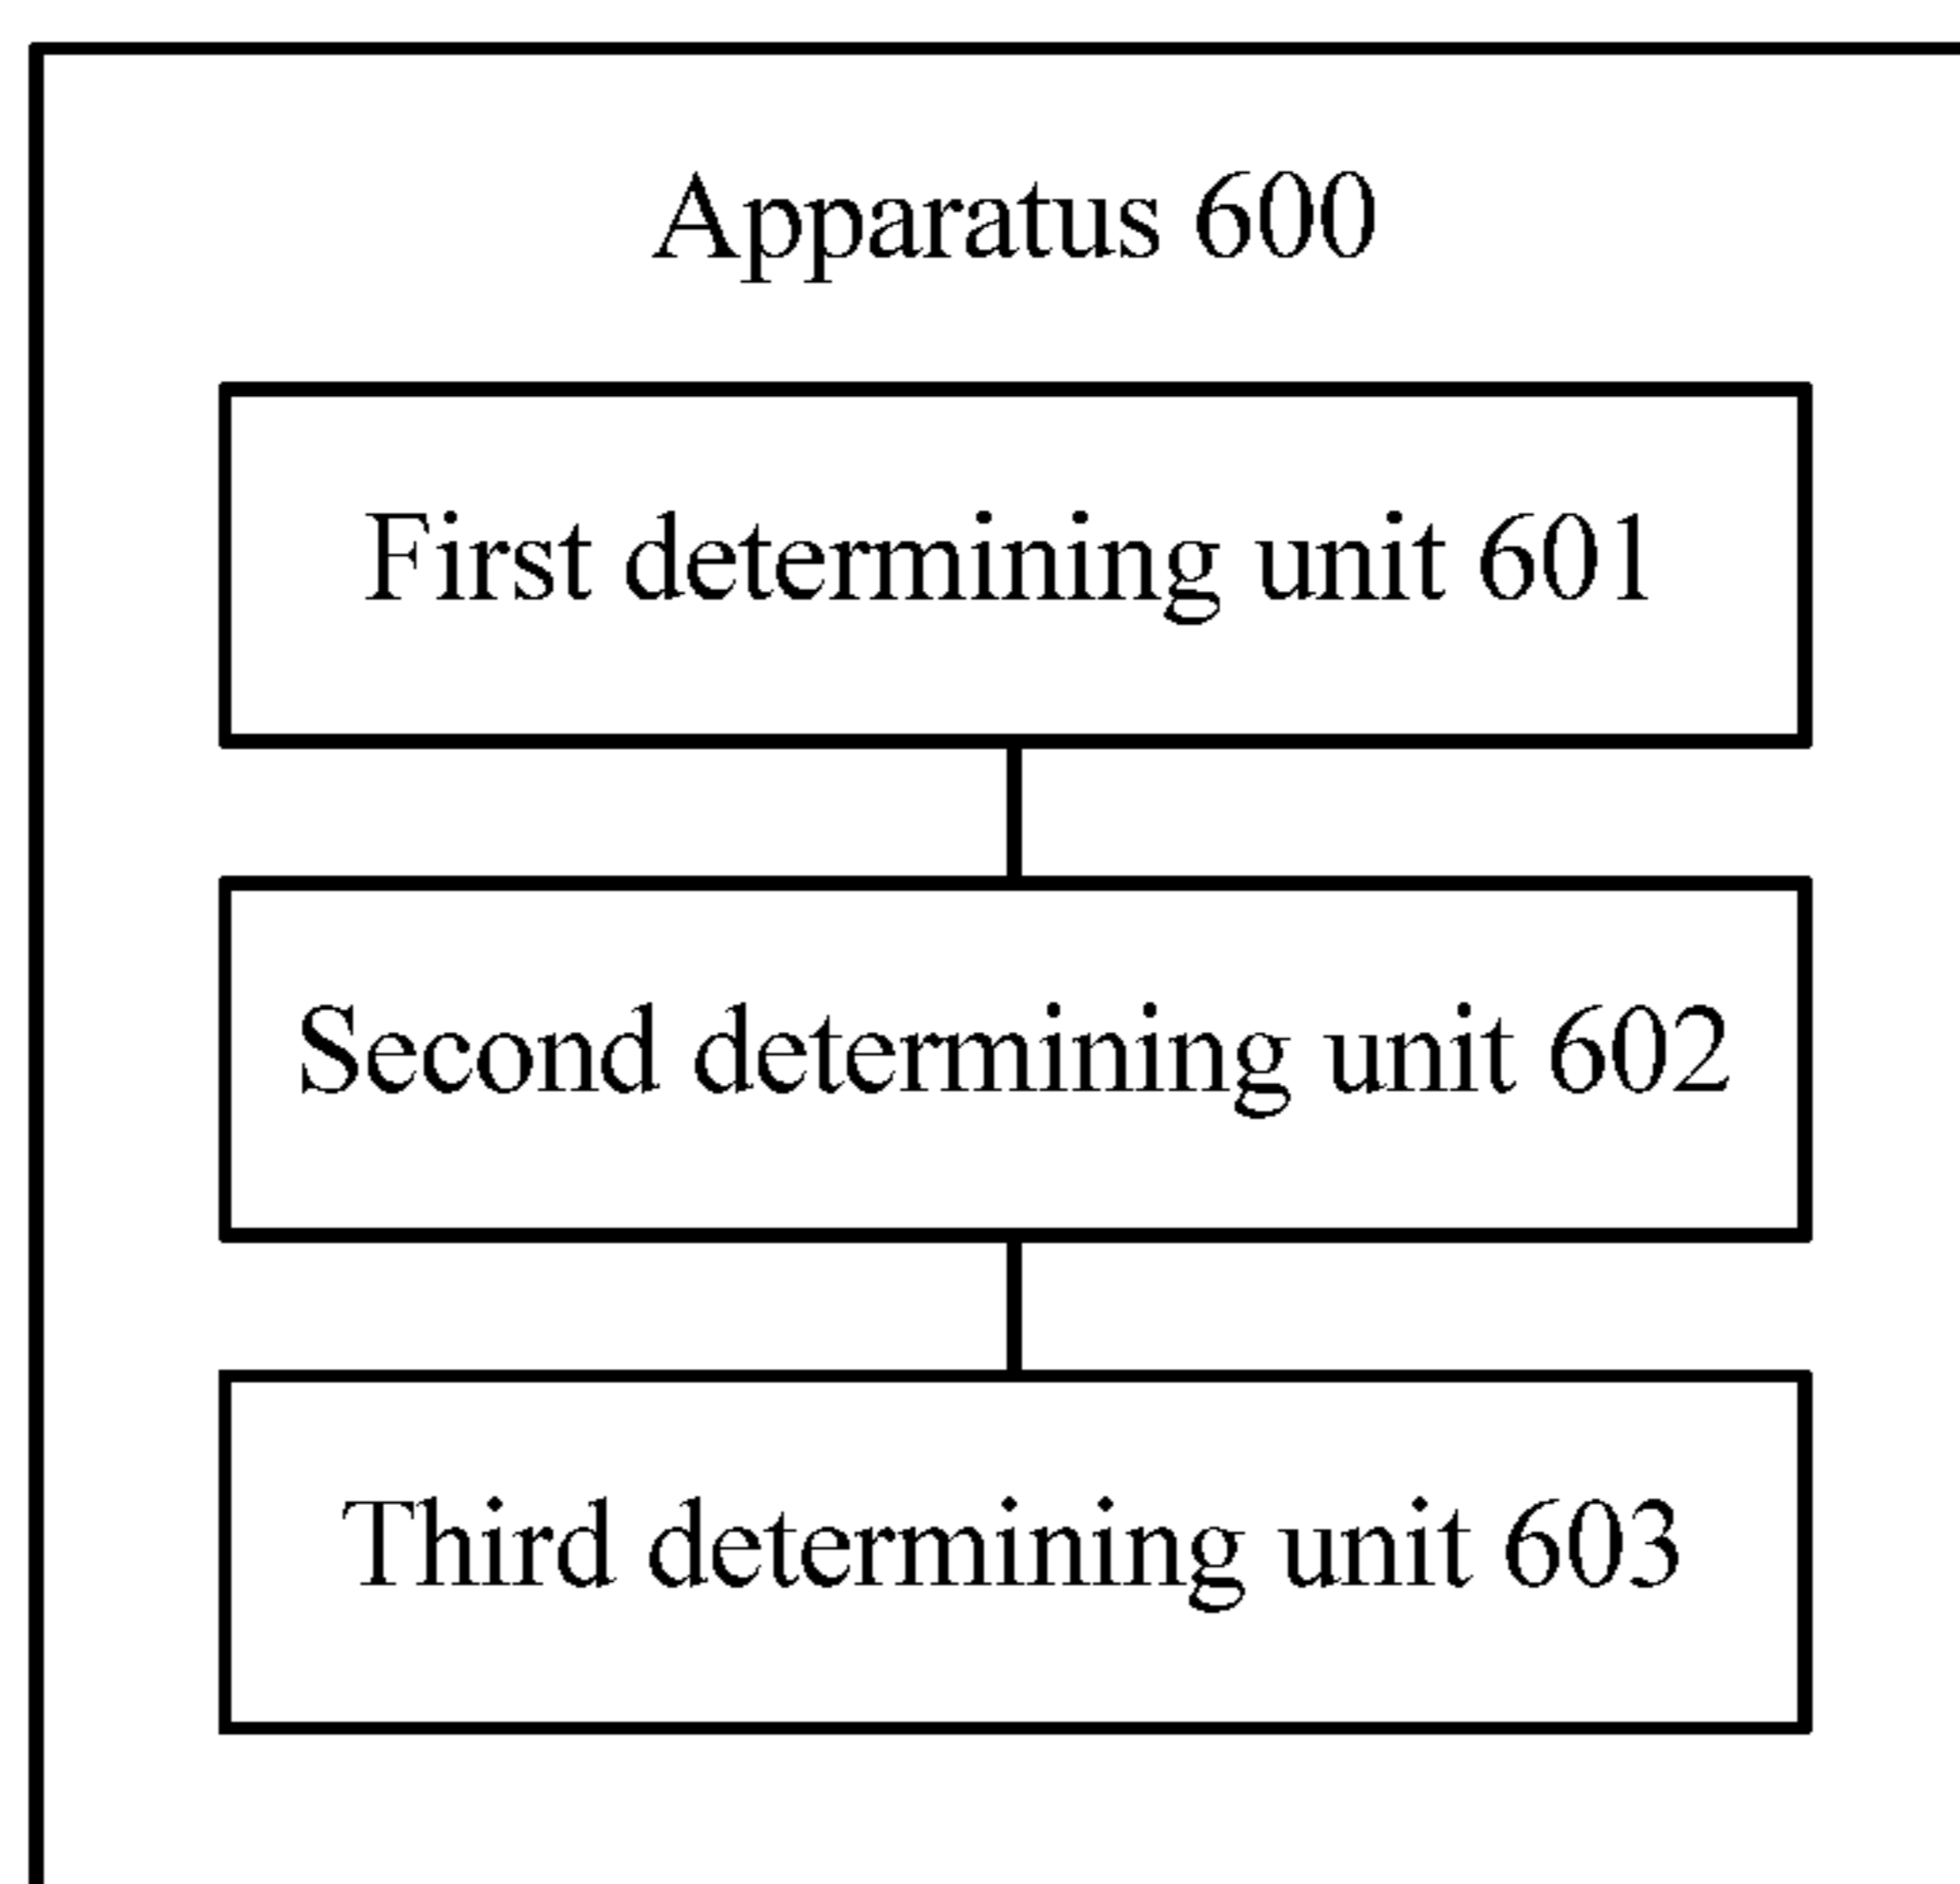 Apparatus 600
First determining unit 601
Second determining unit 602
Third determining unit 603